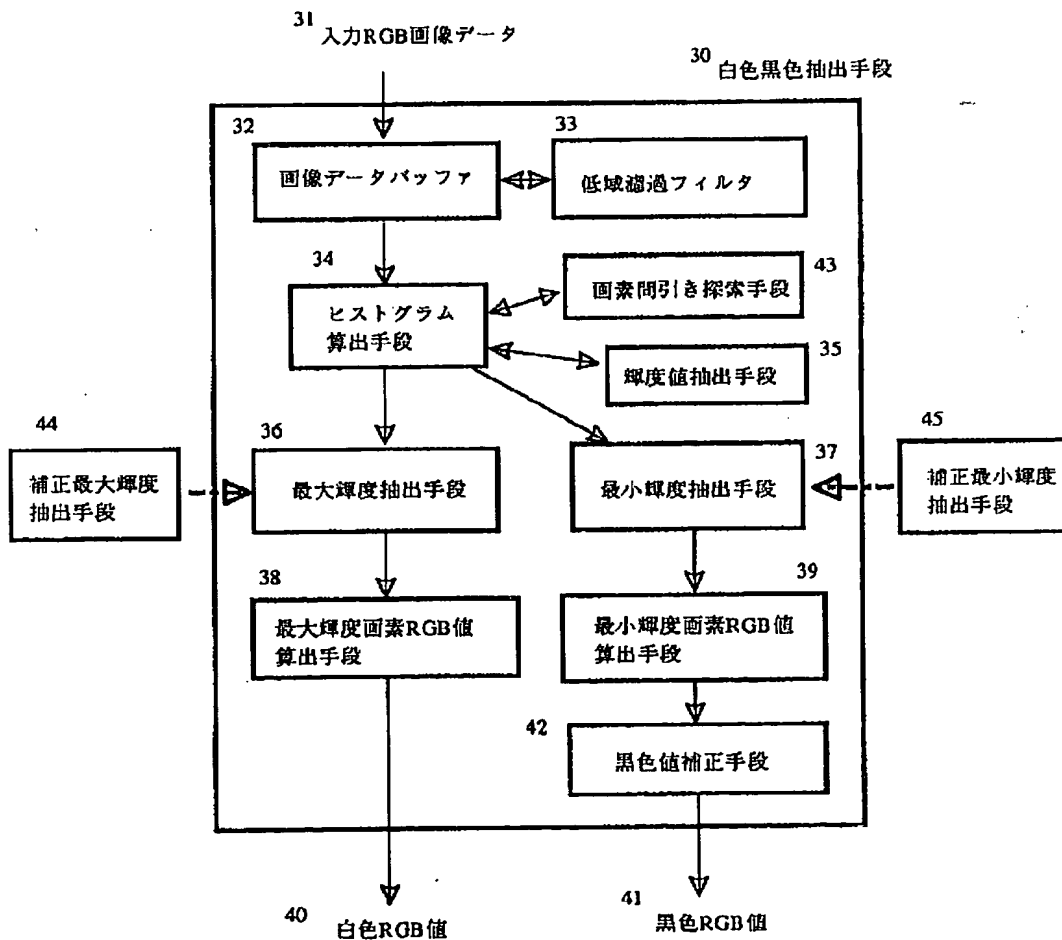 31
入力RGB画像データ
30
白色黒色抽出手段
32
画像データバッファ
33
低域濾過フィルタ
34
ヒストグラム
算出手段
43
画素間引き探索手段
35
輝度値抽出手段
44
補正最大輝度
抽出手段
36
最大輝度抽出手段
37
最小輝度抽出手段
45
補正最小輝度
抽出手段
38
最大輝度画素RGB値
算出手段
39
最小輝度画素RGB値
算出手段
42
黒色値補正手段
40
白色RGB値
41
黒色RGB値